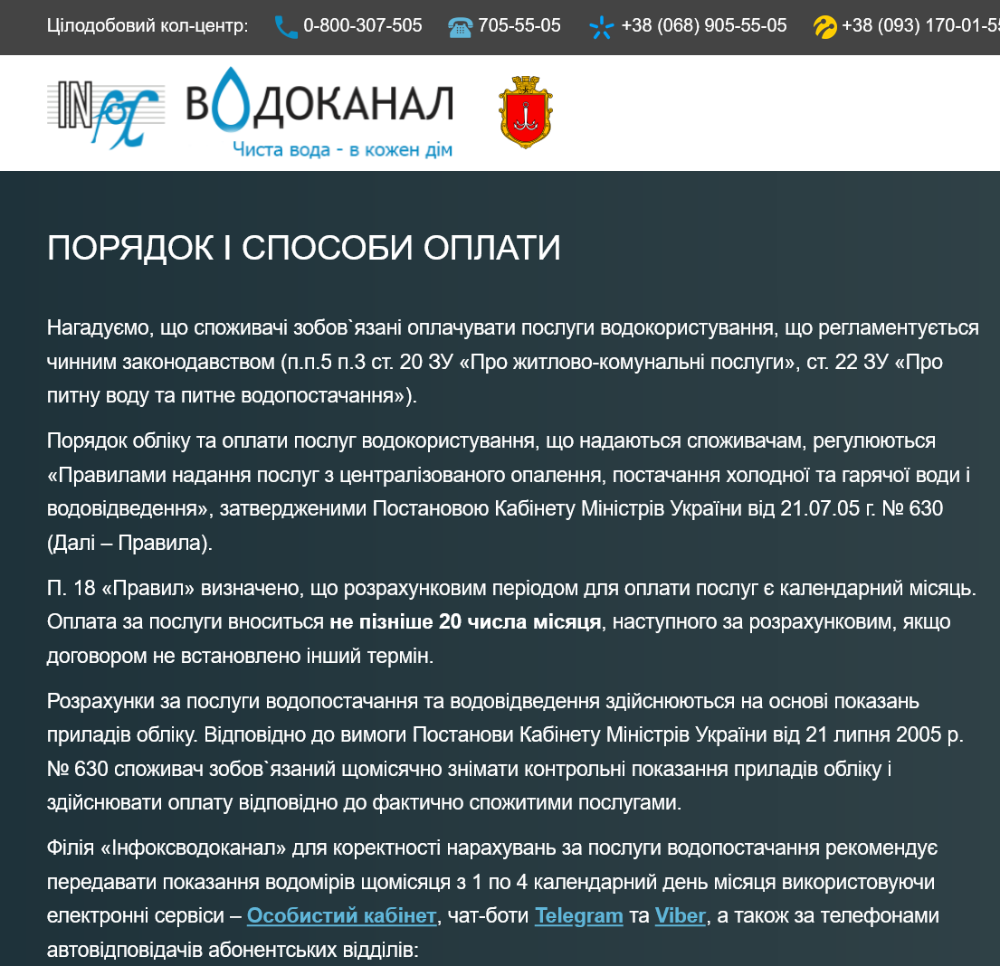 Цілодобовий кол-центр: 0-800-307-505 705-55-05 +38 (068) 905-55-05 +38 (093) 170-01-5
INFOX ВОДОКАНАЛ
Чиста вода - в кожен дім
ПОРЯДОК І СПОСОБИ ОПЛАТИ
Нагадуємо, що споживачі зобов`язані оплачувати послуги водокористування, що регламентується
чинним законодавством (п.п.5 п.3 ст. 20 ЗУ «Про житлово-комунальні послуги», ст. 22 ЗУ «Про
питну воду та питне водопостачання»).
Порядок обліку та оплати послуг водокористування, що надаються споживачам, регулюються
«Правилами надання послуг з централізованого опалення, постачання холодної та гарячої води і
водовідведення», затвердженими Постановою Кабінету Міністрів України від 21.07.05 г. № 630
(Далі – Правила).
П. 18 «Правил» визначено, що розрахунковим періодом для оплати послуг є календарний місяць.
Оплата за послуги вноситься не пізніше 20 числа місяця, наступного за розрахунковим, якщо
договором не встановлено інший термін.
Розрахунки за послуги водопостачання та водовідведення здійснюються на основі показань
приладів обліку. Відповідно до вимоги Постанови Кабінету Міністрів України від 21 липня 2005 р.
№ 630 споживач зобов`язаний щомісячно знімати контрольні показання приладів обліку і
здійснювати оплату відповідно до фактично спожитими послугами.
Філія «Інфоксводоканал» для коректності нарахувань за послуги водопостачання рекомендує
передавати показання водомірів щомісяця з 1 по 4 календарний день місяця використовуючи
електронні сервіси – Особистий кабінет, чат-боти Telegram та Viber, а також за телефонами
автовідповідачів абонентських відділів: